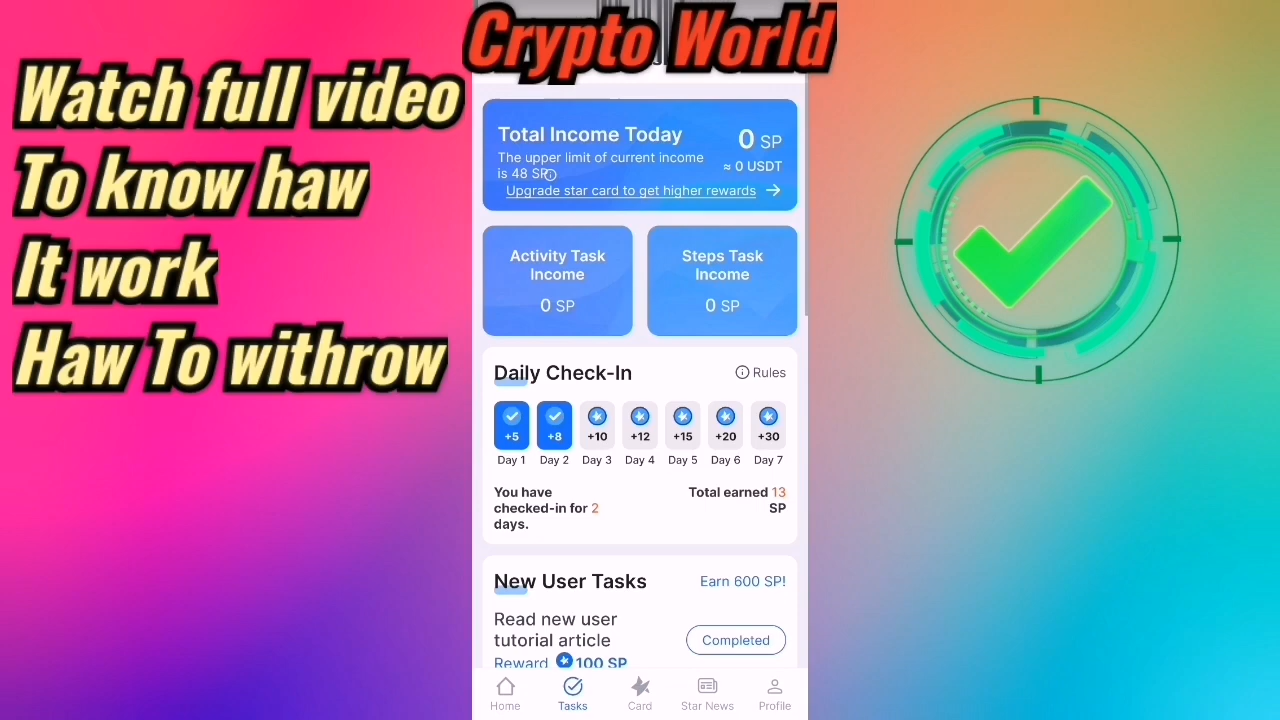 Crypto World
Watch full video
To know haw
It work
Haw To withrow
Total Income Today
0 SP
The upper limit of current income
is 48 SP
≈ 0 USDT
Upgrade star card to get higher rewards →
Activity Task
Income
0 SP
Steps Task
Income
0 SP
Daily Check-In
Rules
+5 +8 +10 +12 +15 +20 +30
Day 1 Day 2 Day 3 Day 4 Day 5 Day 6 Day 7
You have
checked-in for 2
days.
Total earned 13
SP
New User Tasks
Earn 600 SP!
Read new user
tutorial article
Completed
Reward 100 SP
Home Tasks Card Star News Profile